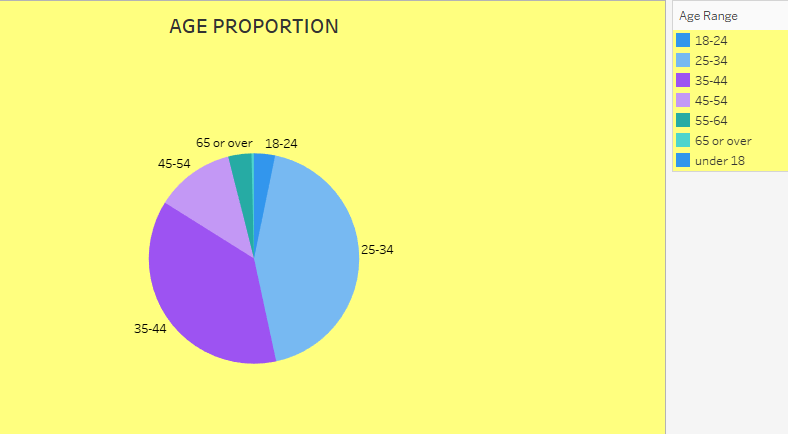 AGE PROPORTION
65 or over
18-24
45-54
25-34
35-44
Age Range
18-24
25-34
35-44
45-54
55-64
65 or over
under 18